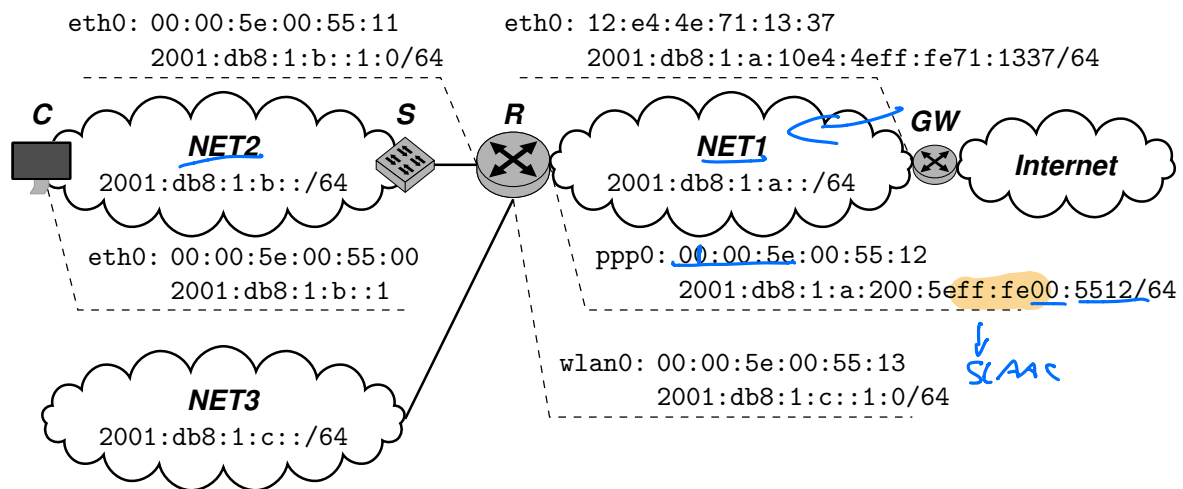 eth0: 00:00:5e:00:55:11
2001:db8:1:b::1:0/64
eth0: 12:e4:4e:71:13:37
2001:db8:1:a:10e4:4eff:fe71:1337/64
C
S
R
GW
NET2
2001:db8:1:b::/64
NET1
2001:db8:1:a::/64
Internet
eth0: 00:00:5e:00:55:00
2001:db8:1:b::1
ppp0: 00:00:5e:00:55:12
2001:db8:1:a:200:5eff:fe00:5512/64
SLAAC
wlan0: 00:00:5e:00:55:13
2001:db8:1:c::1:0/64
NET3
2001:db8:1:c::/64